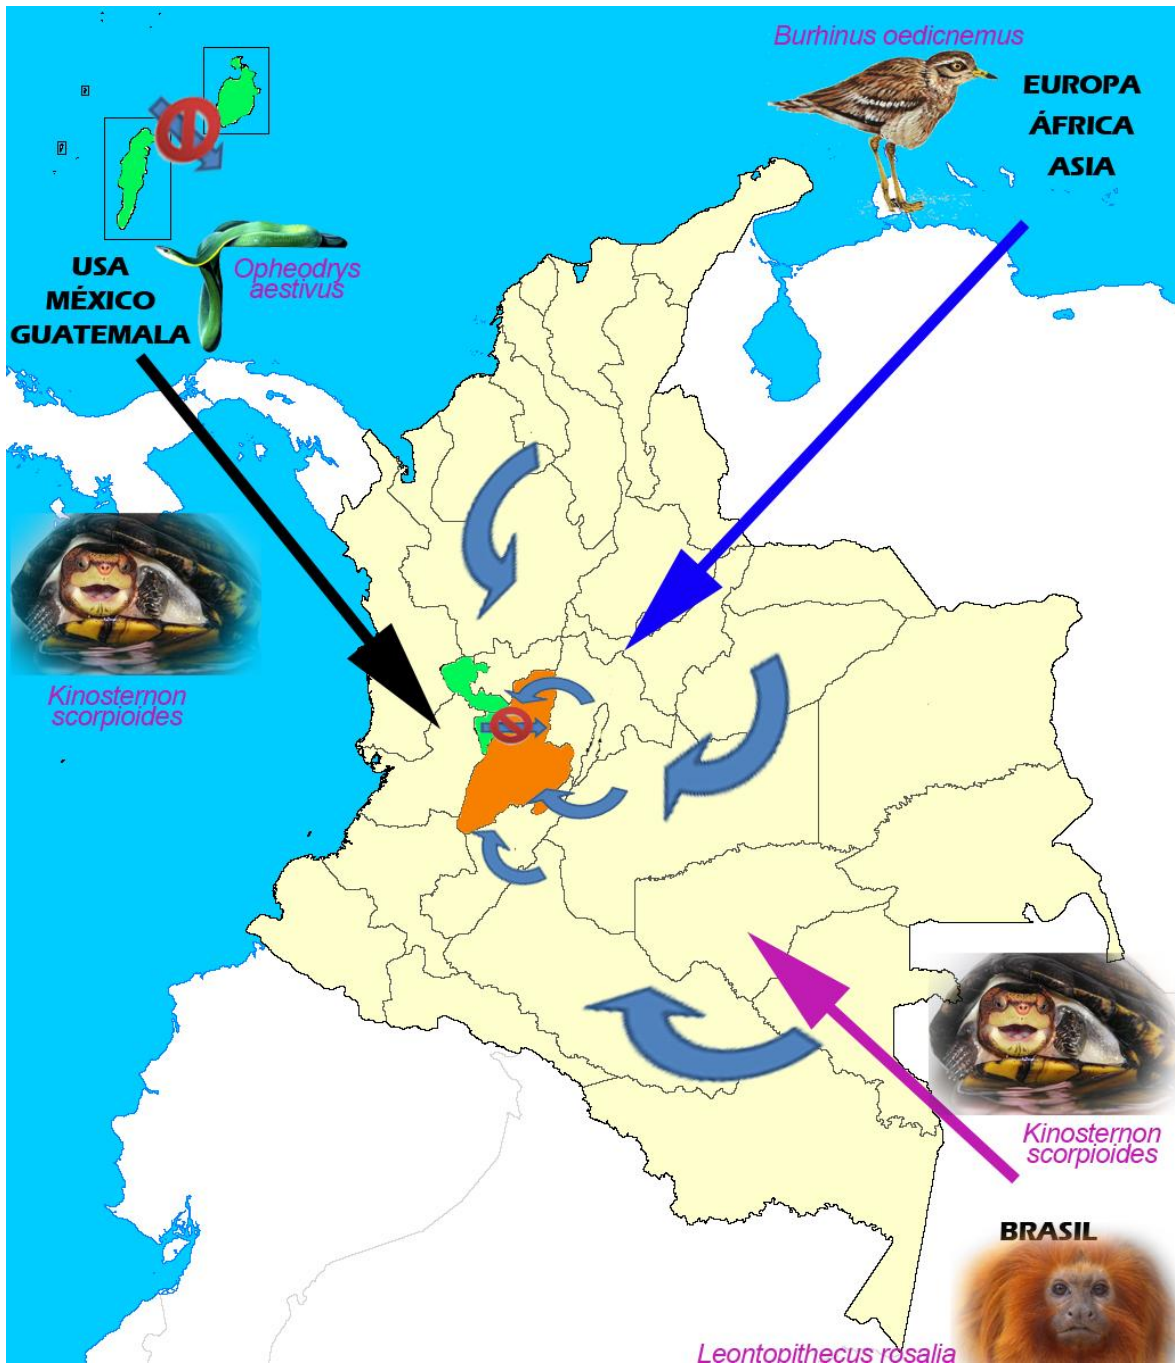 Burhinus oedicnemus
EUROPA
ÁFRICA
ASIA
Opheodrys
aestivus
USA
MÉXICO
GUATEMALA
Kinosternon
scorpioides
Kinosternon
scorpioides
BRASIL
Leontopithecus rosalia